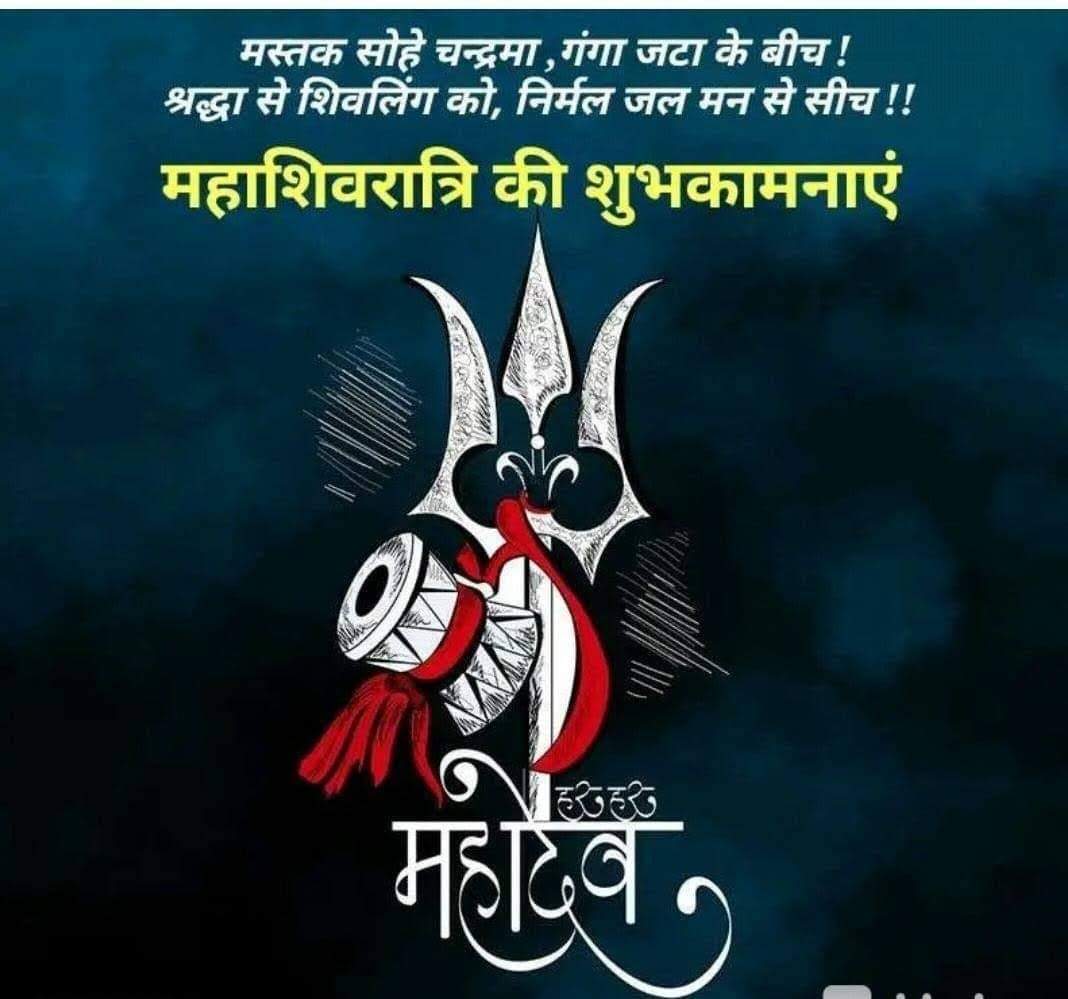 मस्तक सोहे चन्द्रमा ,गंगा जटा के बीच !
श्रद्धा से शिवलिंग को, निर्मल जल मन से सीच !!
महाशिवरात्रि की शुभकामनाएं
हर हर
महादेव